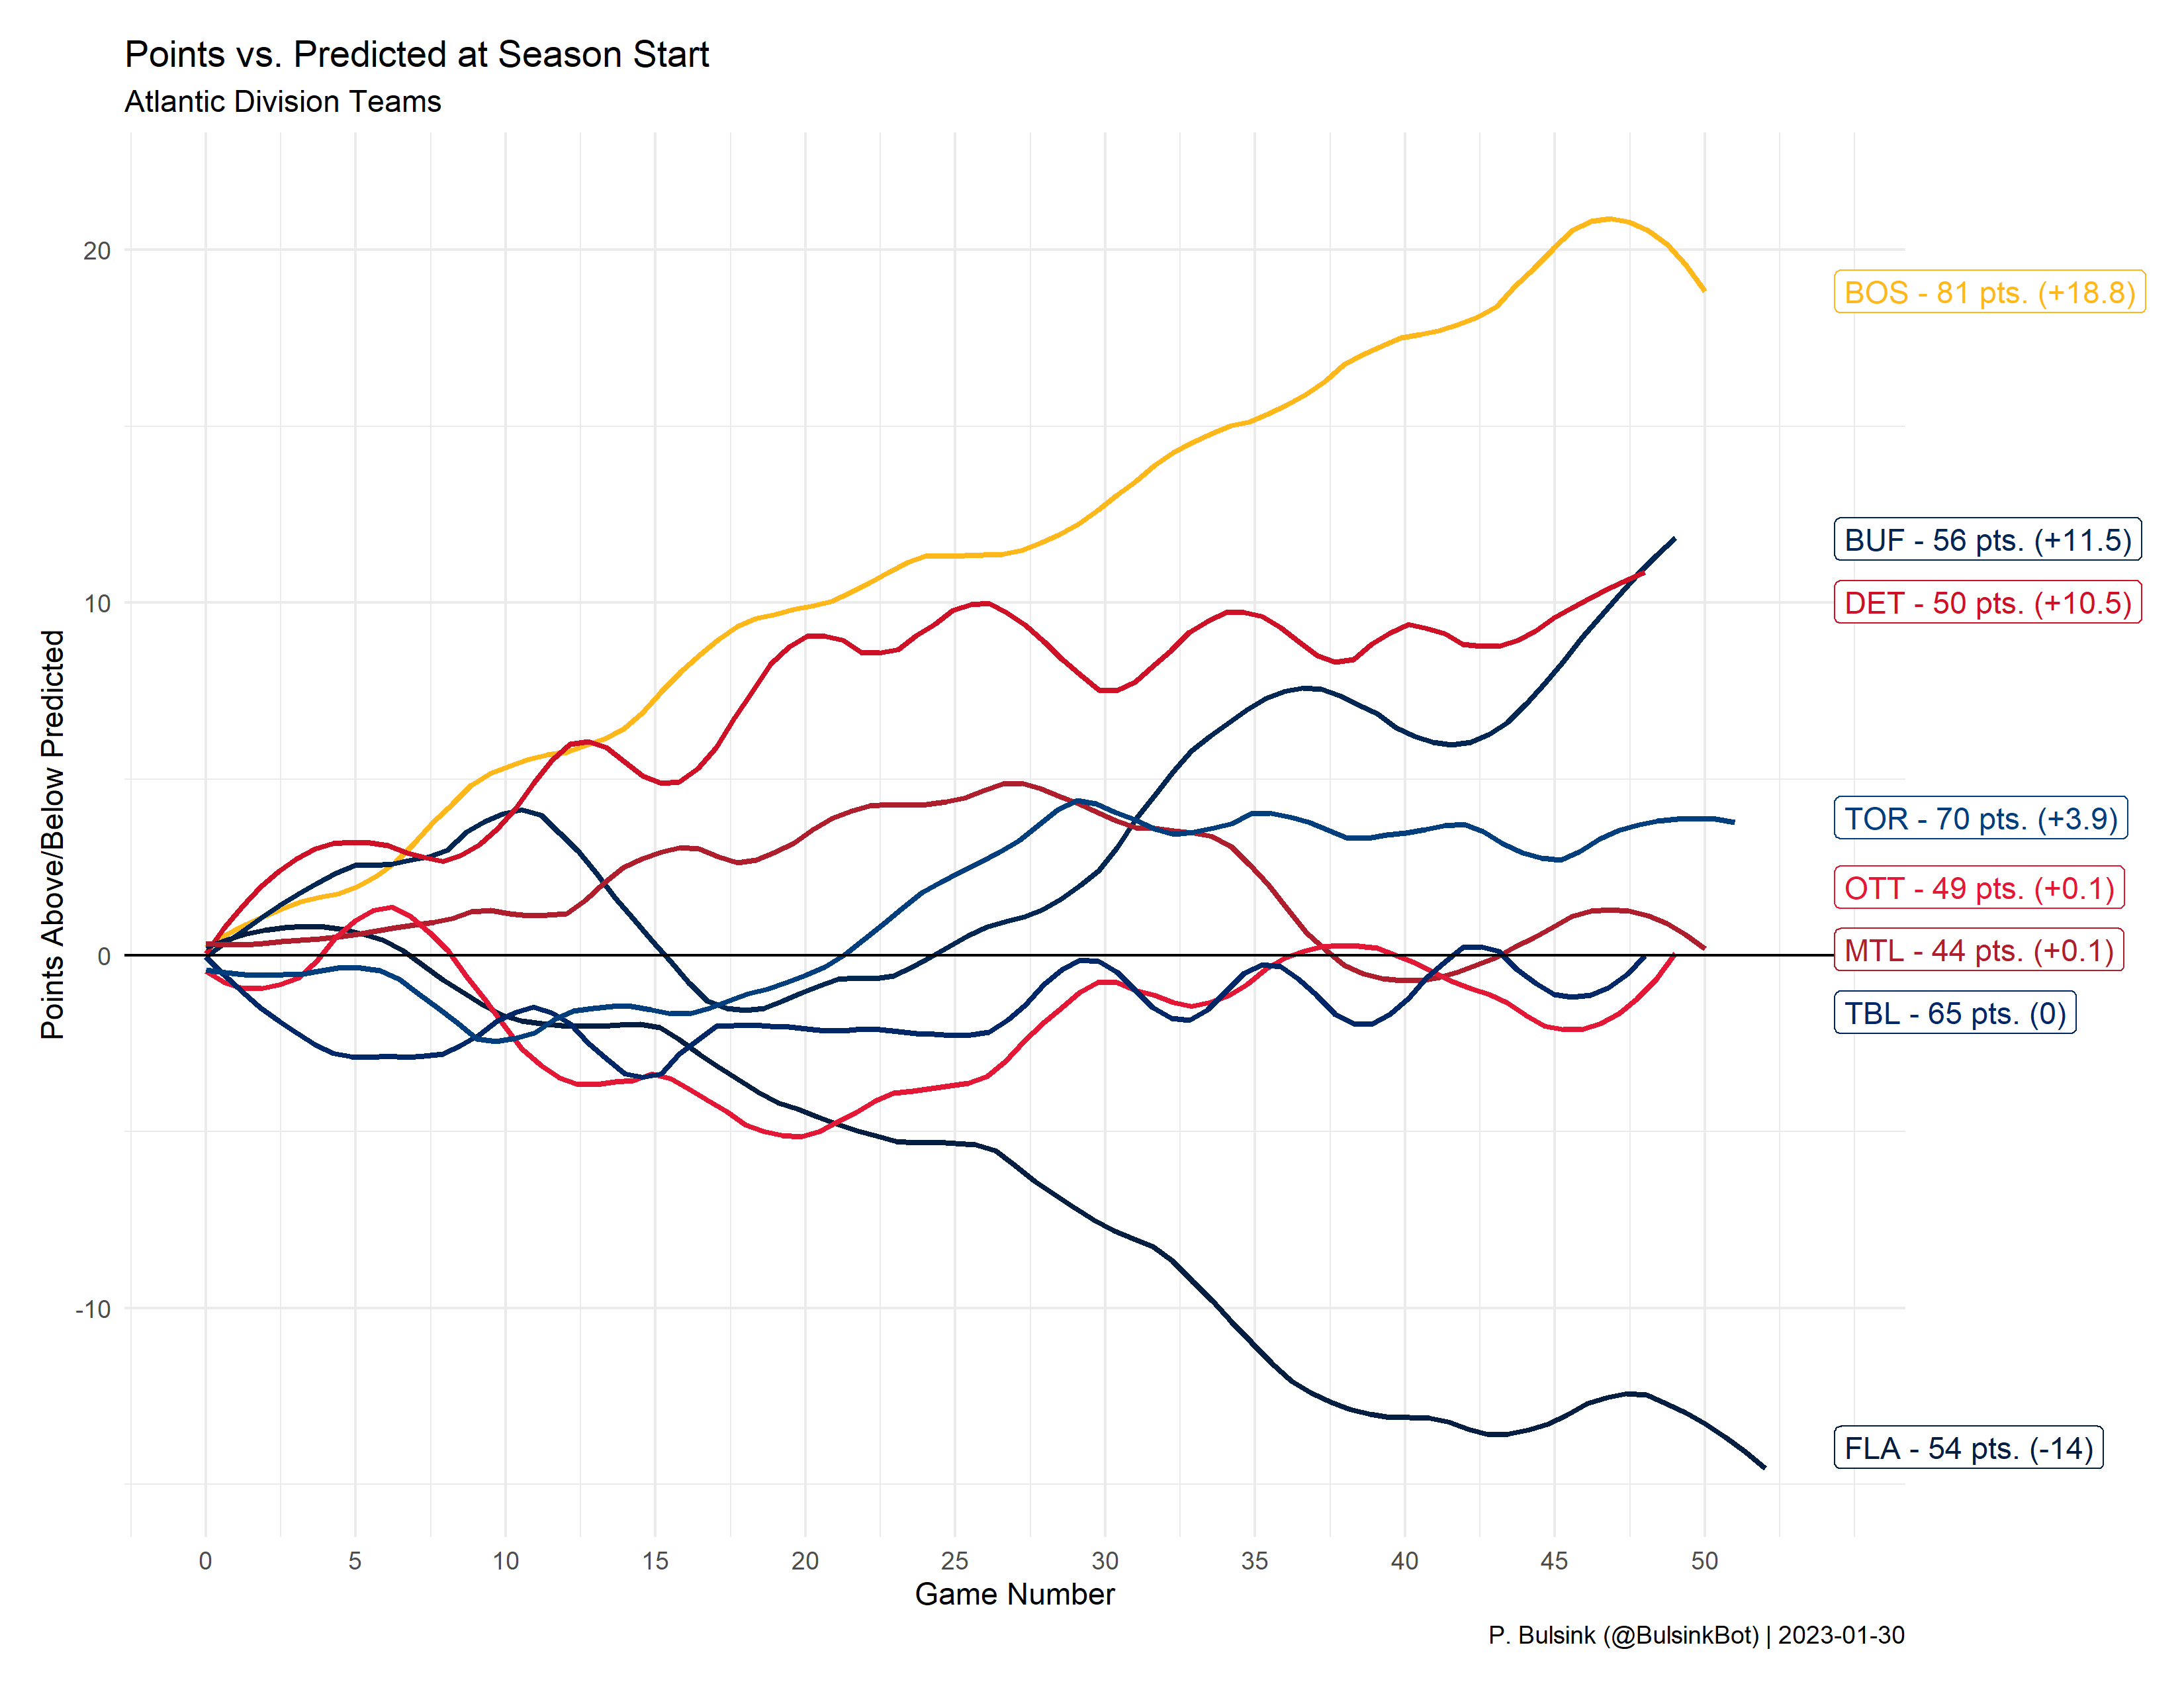 Points vs. Predicted at Season Start
Atlantic Division Teams
Points Above/Below Predicted
20
10
0
-10
BOS - 81 pts. (+18.8)
BUF - 56 pts. (+11.5)
DET - 50 pts. (+10.5)
TOR - 70 pts. (+3.9)
OTT - 49 pts. (+0.1)
MTL - 44 pts. (+0.1)
TBL - 65 pts. (0)
FLA - 54 pts. (-14)
0 5 10 15 20 25 30 35 40 45 50
Game Number
P. Bulsink (@BulsinkBot) | 2023-01-30